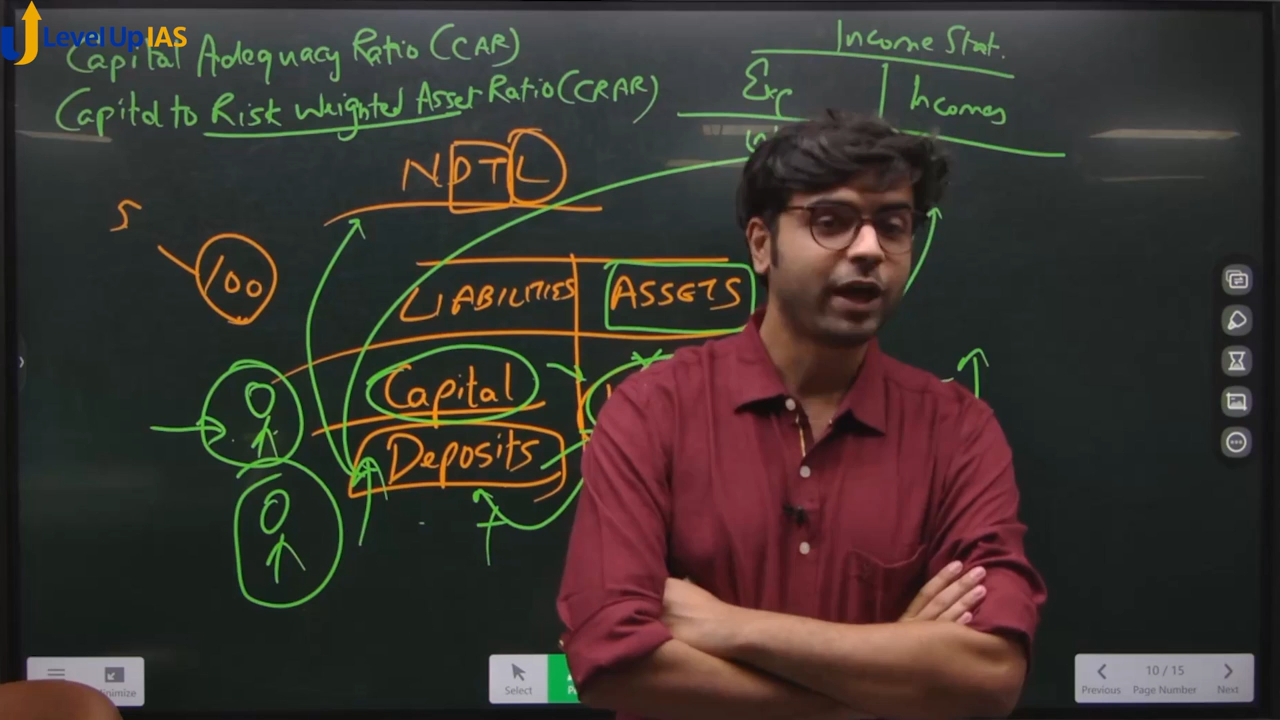 Level Up IAS
Capital Adequacy Ratio (CAR)
Capital to Risk Weighted Asset Ratio (CRAR)
Income Stat.
Exp
Incomes
NDTL
5
100
LIABILITIES
ASSETS
Capital
Deposits
Select
10 / 15
Previous
Page Number
Next